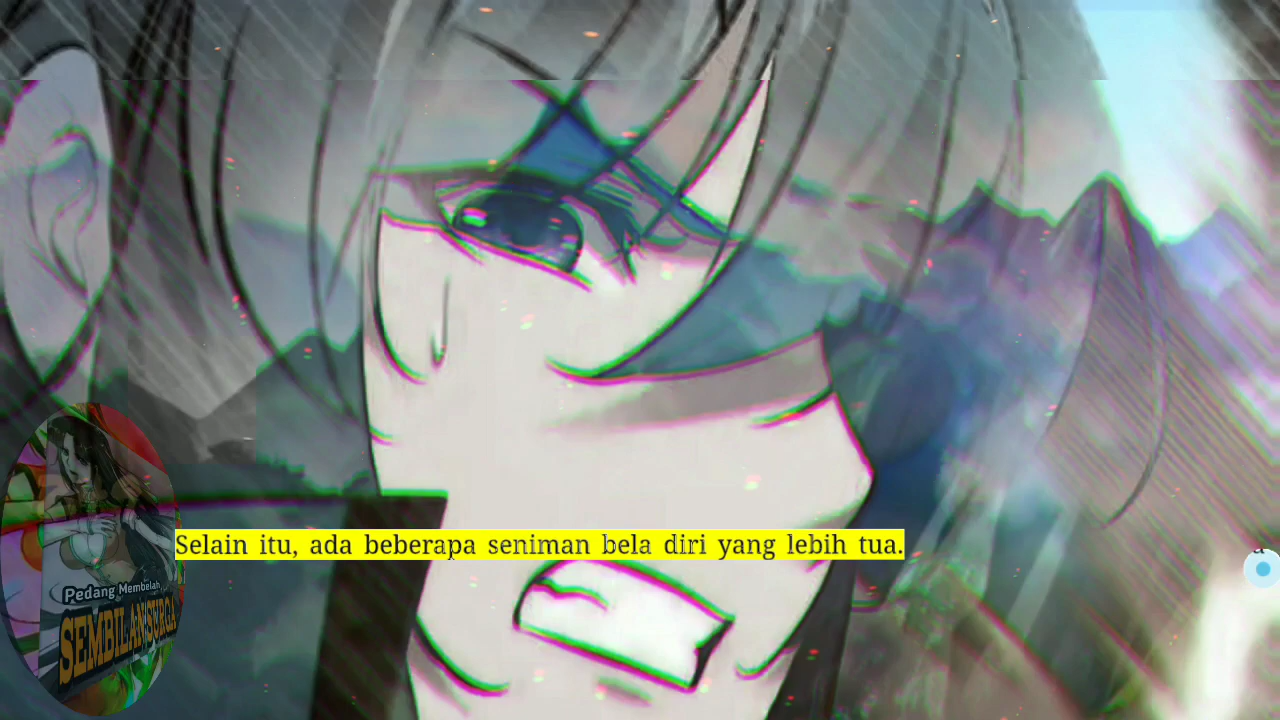 Selain itu, ada beberapa seniman bela diri yang lebih tua.
Pedang Membelah
SEMBILAN SURGA